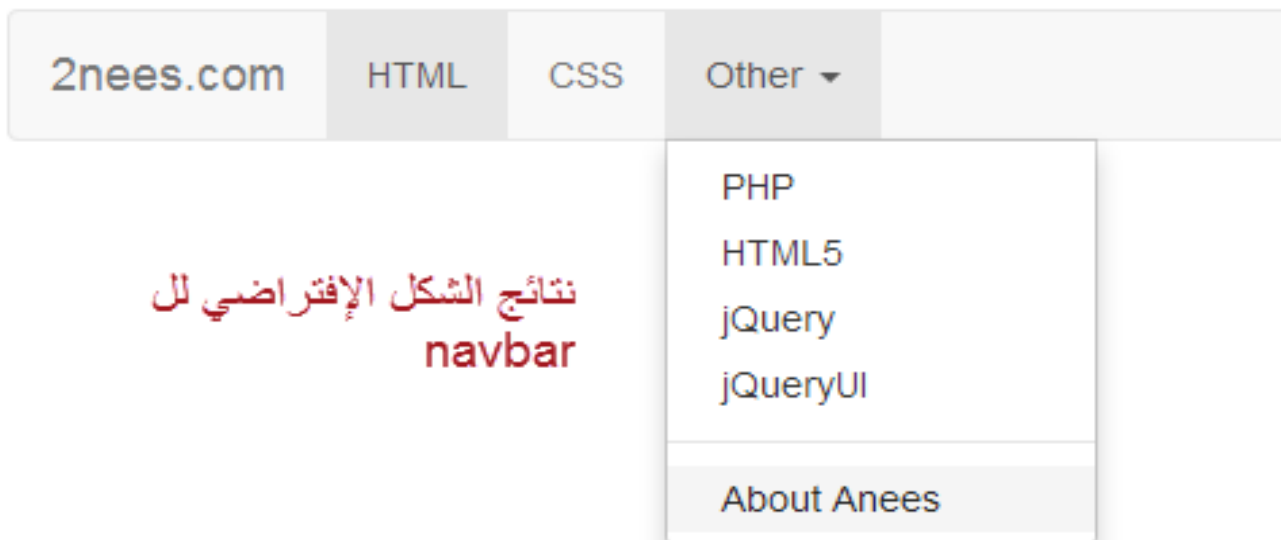 2nees.com HTML CSS Other
PHP
HTML5
jQuery
jQueryUI
About Anees
نتائج الشكل الإفتراضي لل
navbar